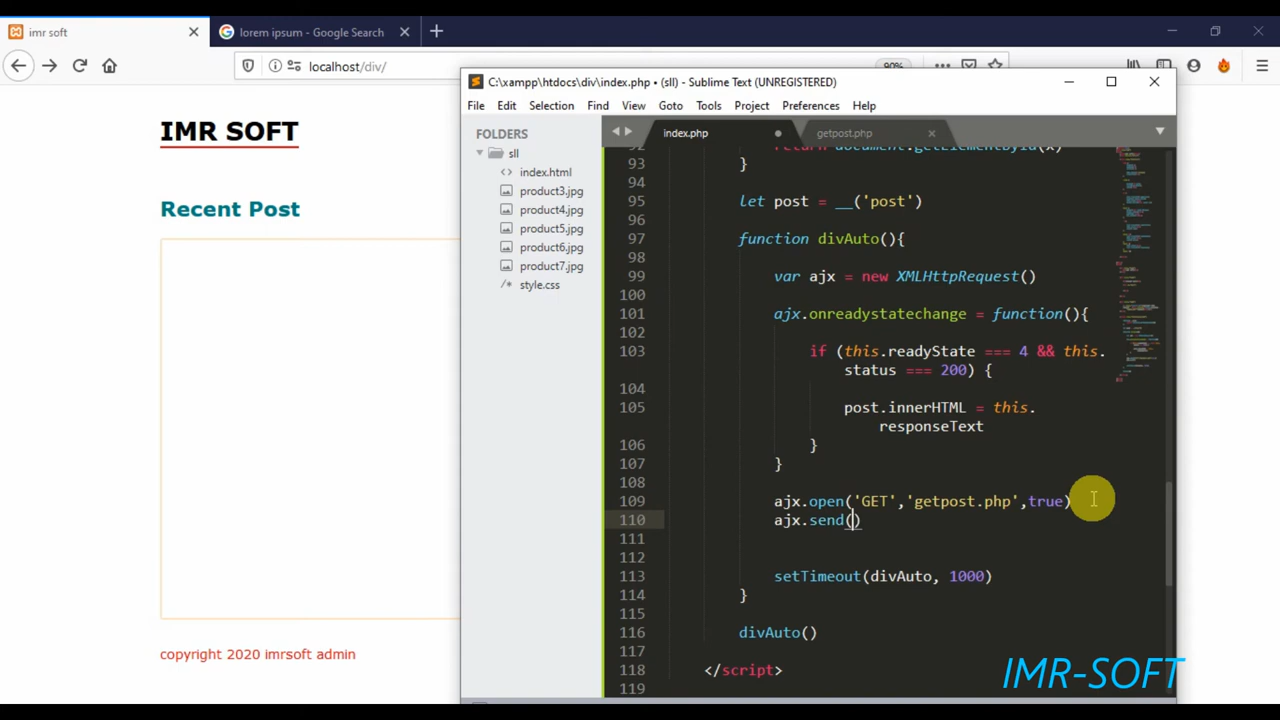 imr soft
lorem ipsum - Google Search
localhost/div/
90%
IMR SOFT
Recent Post
copyright 2020 imrsoft admin
C:\xampp\htdocs\div\index.php • (sll) - Sublime Text (UNREGISTERED)
File Edit Selection Find View Goto Tools Project Preferences Help
FOLDERS
sll
index.html
product3.jpg
product4.jpg
product5.jpg
product6.jpg
product7.jpg
style.css
index.php
getpost.php
92 return document.getElementById(x)
93 }
94
95 let post = __('post')
96
97 function divAuto(){
98
99 var ajx = new XMLHttpRequest()
100
101 ajx.onreadystatechange = function(){
102
103 if (this.readyState === 4 && this.
status === 200) {
104
105 post.innerHTML = this.
responseText
106 }
107 }
108
109 ajx.open('GET','getpost.php',true)
110 ajx.send()
111
112
113 setTimeout(divAuto, 1000)
114 }
115
116 divAuto()
117
118 </script>
119
IMR-SOFT